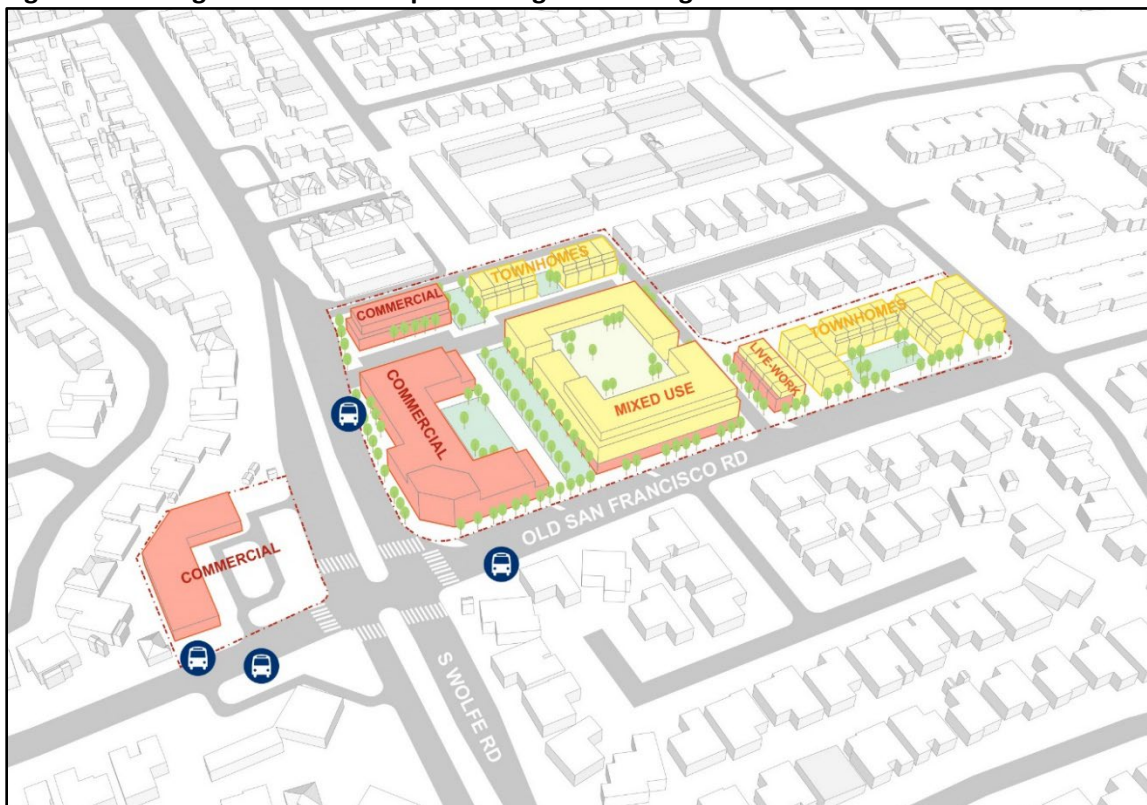 TOWNHOMES
COMMERCIAL
TOWNHOMES
LIVE-WORK
COMMERCIAL
MIXED USE
OLD SAN FRANCISCO RD
COMMERCIAL
S WOLFE RD